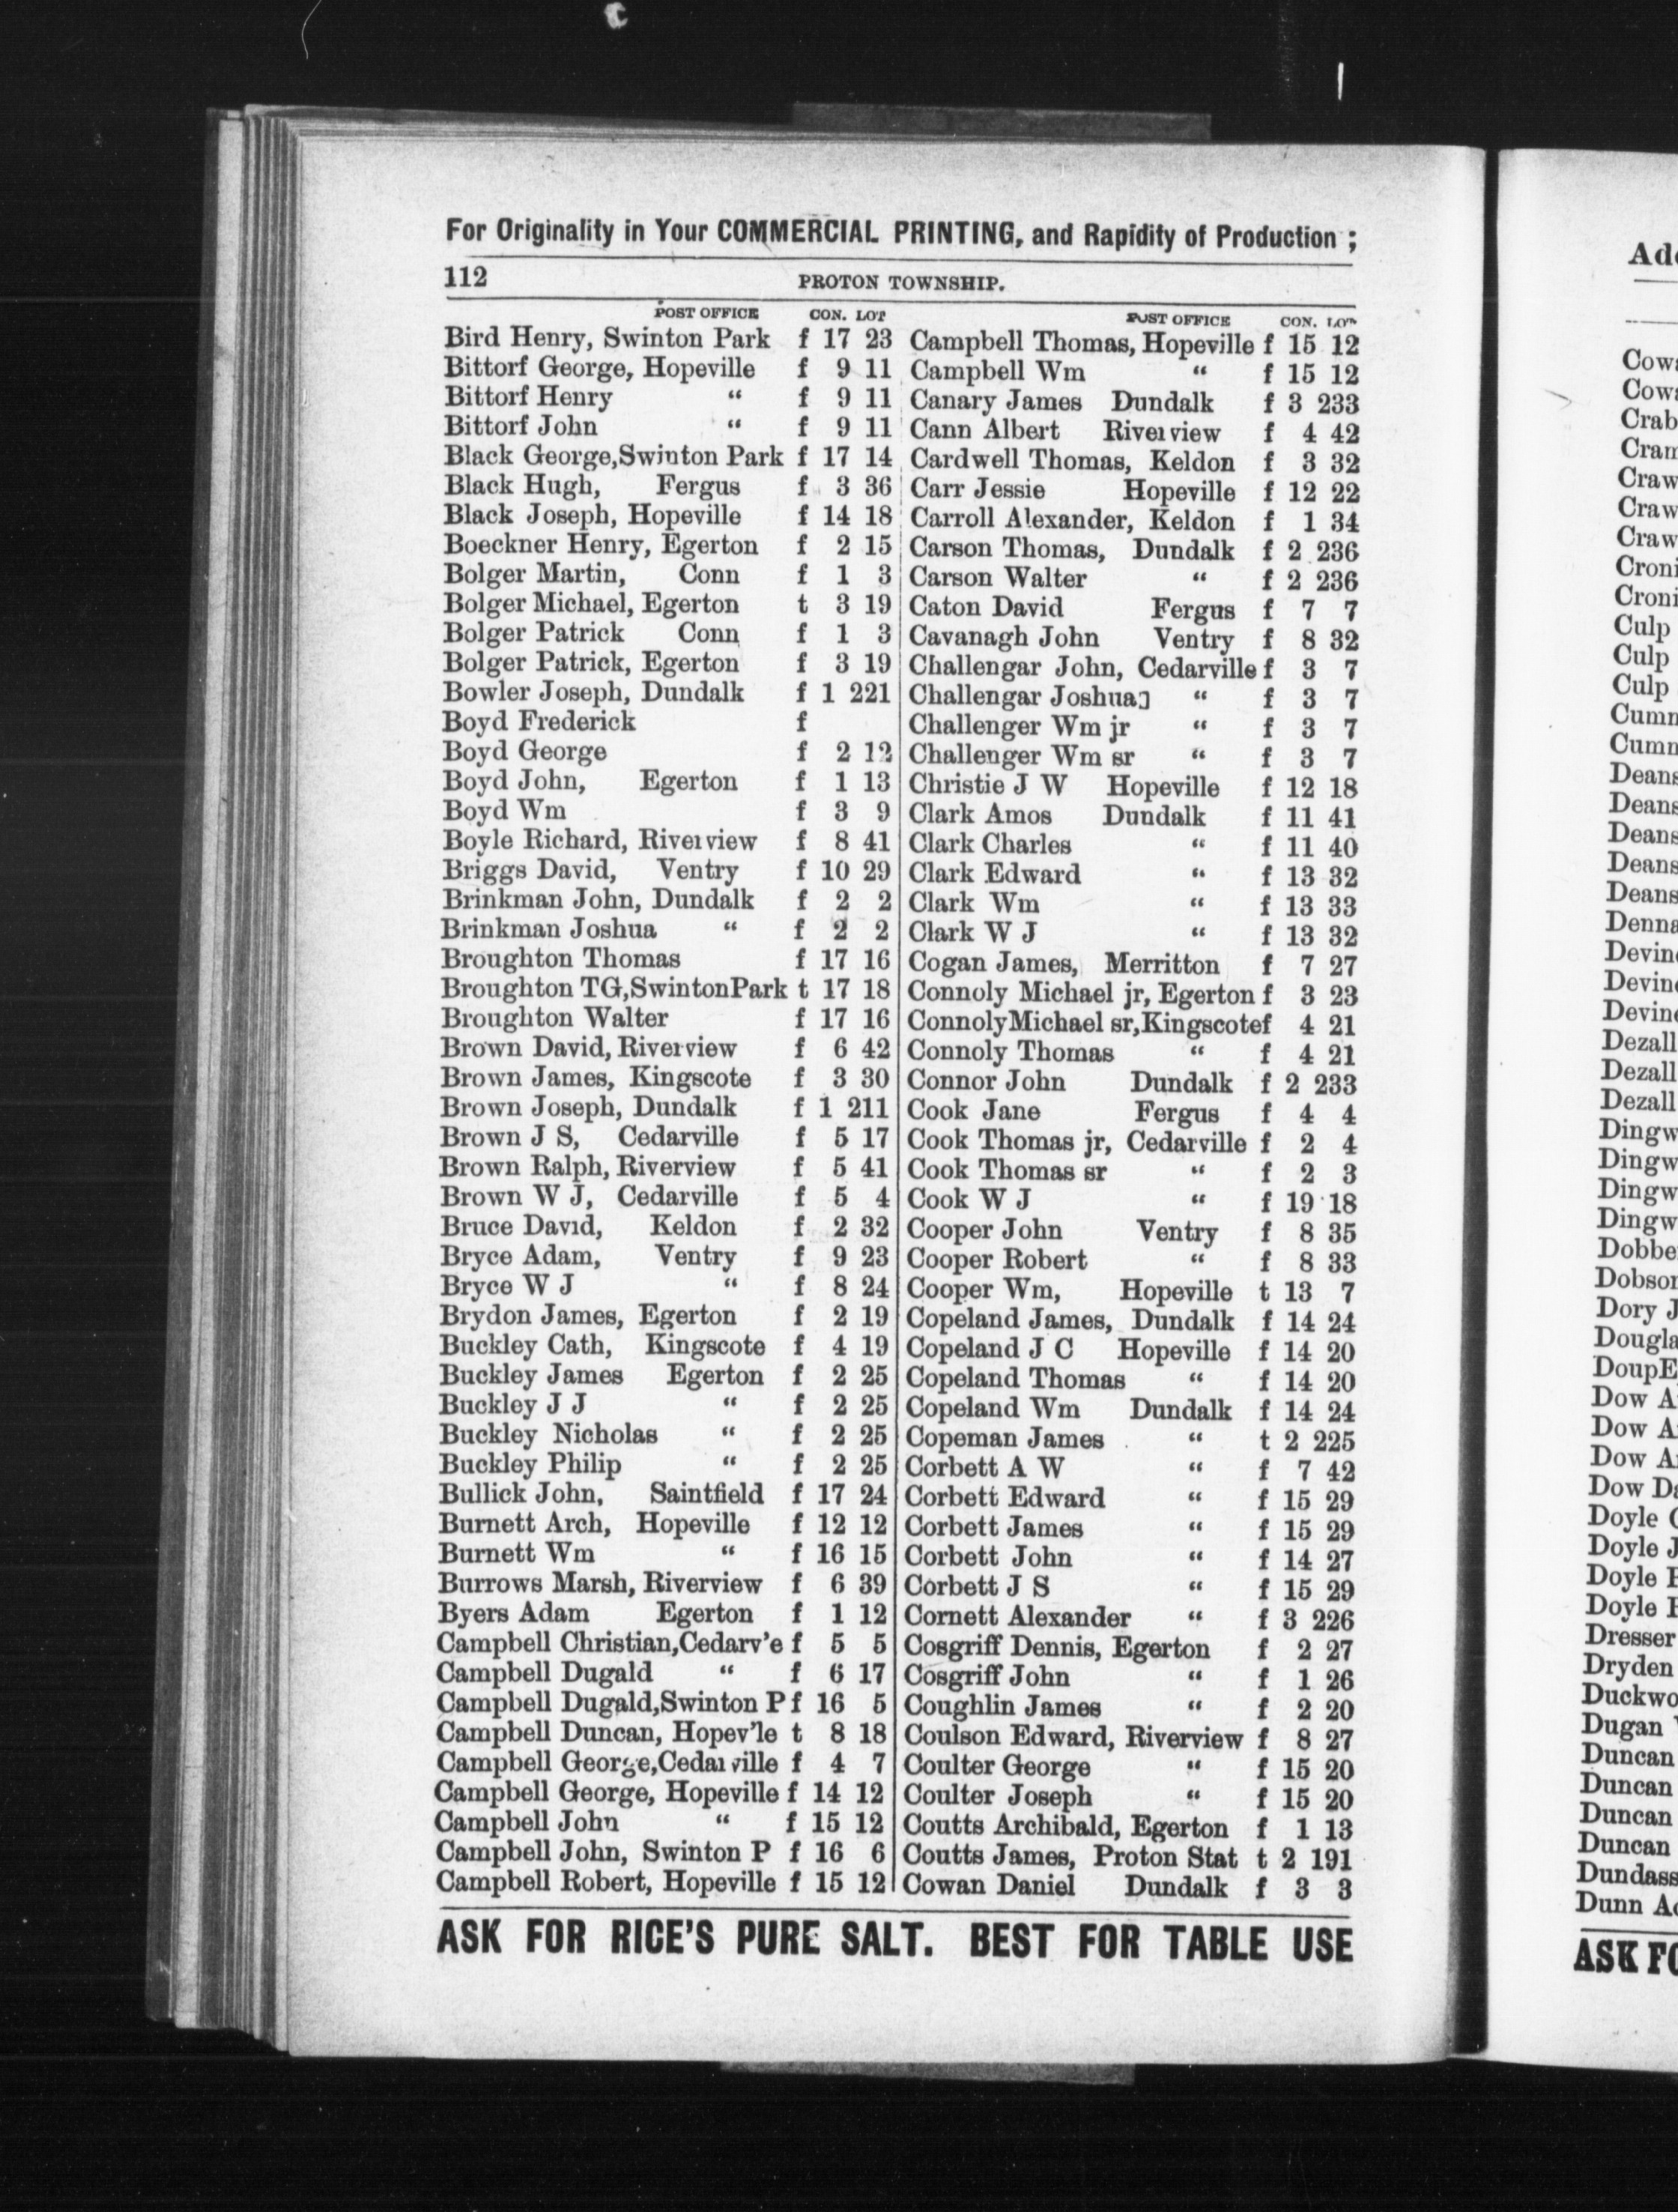 For Originality in Your COMMERCIAL PRINTING, and Rapidity of Production ;
112 PROTON TOWNSHIP.
POST OFFICE CON. LOT
Bird Henry, Swinton Park f 17 23
Bittorf George, Hopeville f 9 11
Bittorf Henry “ f 9 11
Bittorf John “ f 9 11
Black George,Swinton Park f 17 14
Black Hugh, Fergus f 3 36
Black Joseph, Hopeville f 14 18
Boeckner Henry, Egerton f 2 15
Bolger Martin, Conn f 1 3
Bolger Michael, Egerton t 3 19
Bolger Patrick Conn f 1 3
Bolger Patrick, Egerton f 3 19
Bowler Joseph, Dundalk f 1 221
Boyd Frederick f
Boyd George f 2 12
Boyd John, Egerton f 1 13
Boyd Wm f 3 9
Boyle Richard, Riverview f 8 41
Briggs David, Ventry f 10 29
Brinkman John, Dundalk f 2 2
Brinkman Joshua “ f 2 2
Broughton Thomas f 17 16
Broughton TG,SwintonPark t 17 18
Broughton Walter f 17 16
Brown David, Riverview f 6 42
Brown James, Kingscote f 3 30
Brown Joseph, Dundalk f 1 211
Brown J S, Cedarville f 5 17
Brown Ralph, Riverview f 5 41
Brown W J, Cedarville f 5 4
Bruce David, Keldon f 2 32
Bryce Adam, Ventry f 9 23
Bryce W J “ f 8 24
Brydon James, Egerton f 2 19
Buckley Cath, Kingscote f 4 19
Buckley James Egerton f 2 25
Buckley J J “ f 2 25
Buckley Nicholas “ f 2 25
Buckley Philip “ f 2 25
Bullick John, Saintfield f 17 24
Burnett Arch, Hopeville f 12 12
Burnett Wm “ f 16 15
Burrows Marsh, Riverview f 6 39
Byers Adam Egerton f 1 12
Campbell Christian,Cedarv'e f 5 5
Campbell Dugald “ f 6 17
Campbell Dugald,Swinton P f 16 5
Campbell Duncan, Hopev'le t 8 18
Campbell George,Cedarville f 4 7
Campbell George, Hopeville f 14 12
Campbell John “ f 15 12
Campbell John, Swinton P f 16 6
Campbell Robert, Hopeville f 15 12
POST OFFICE CON. LOT
Campbell Thomas, Hopeville f 15 12
Campbell Wm “ f 15 12
Canary James Dundalk f 3 233
Cann Albert Riverview f 4 42
Cardwell Thomas, Keldon f 3 32
Carr Jessie Hopeville f 12 22
Carroll Alexander, Keldon f 1 34
Carson Thomas, Dundalk f 2 236
Carson Walter “ f 2 236
Caton David Fergus f 7 7
Cavanagh John Ventry f 8 32
Challengar John, Cedarville f 3 7
Challengar Joshua “ f 3 7
Challenger Wm jr “ f 3 7
Challenger Wm sr “ f 3 7
Christie J W Hopeville f 12 18
Clark Amos Dundalk f 11 41
Clark Charles “ f 11 40
Clark Edward “ f 13 32
Clark Wm “ f 13 33
Clark W J “ f 13 32
Cogan James, Merritton f 7 27
Connoly Michael jr, Egerton f 3 23
ConnolyMichael sr,Kingscotef 4 21
Connoly Thomas “ f 4 21
Connor John Dundalk f 2 233
Cook Jane Fergus f 4 4
Cook Thomas jr, Cedarville f 2 4
Cook Thomas sr “ f 2 3
Cook W J “ f 19 18
Cooper John Ventry f 8 35
Cooper Robert “ f 8 33
Cooper Wm, Hopeville t 13 7
Copeland James, Dundalk f 14 24
Copeland J C Hopeville f 14 20
Copeland Thomas “ f 14 20
Copeland Wm Dundalk f 14 24
Copeman James “ t 2 225
Corbett A W “ f 7 42
Corbett Edward “ f 15 29
Corbett James “ f 15 29
Corbett John “ f 14 27
Corbett J S “ f 15 29
Cornett Alexander “ f 3 226
Cosgriff Dennis, Egerton f 2 27
Cosgriff John “ f 1 26
Coughlin James “ f 2 20
Coulson Edward, Riverview f 8 27
Coulter George “ f 15 20
Coulter Joseph “ f 15 20
Coutts Archibald, Egerton f 1 13
Coutts James, Proton Stat t 2 191
Cowan Daniel Dundalk f 3 3
ASK FOR RICE'S PURE SALT. BEST FOR TABLE USE
Culp
Culp
Culp
Dezall
Dezall
Dezall
Dory J
Dow A
Dow A
Doyle
Doyle J
Doyle
Doyle
Dresser
Dryden
Dugan
Duncan
Duncan
Duncan
Duncan
Dundass
Dunn
ASK